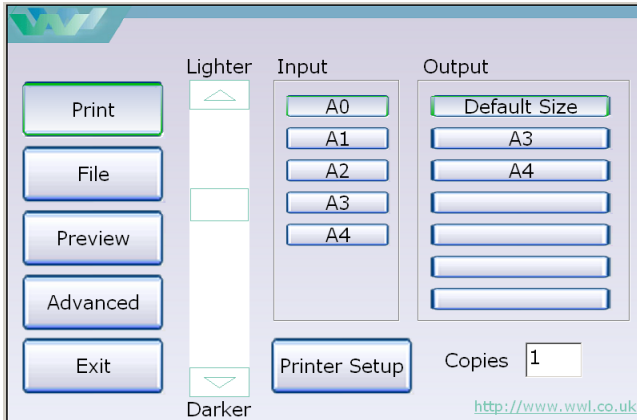 Lighter
Input
Output
Print
File
Preview
Advanced
Exit
A0
A1
A2
A3
A4
Default Size
A3
A4
Printer Setup
Copies 1
Darker
http://www.wwl.co.uk